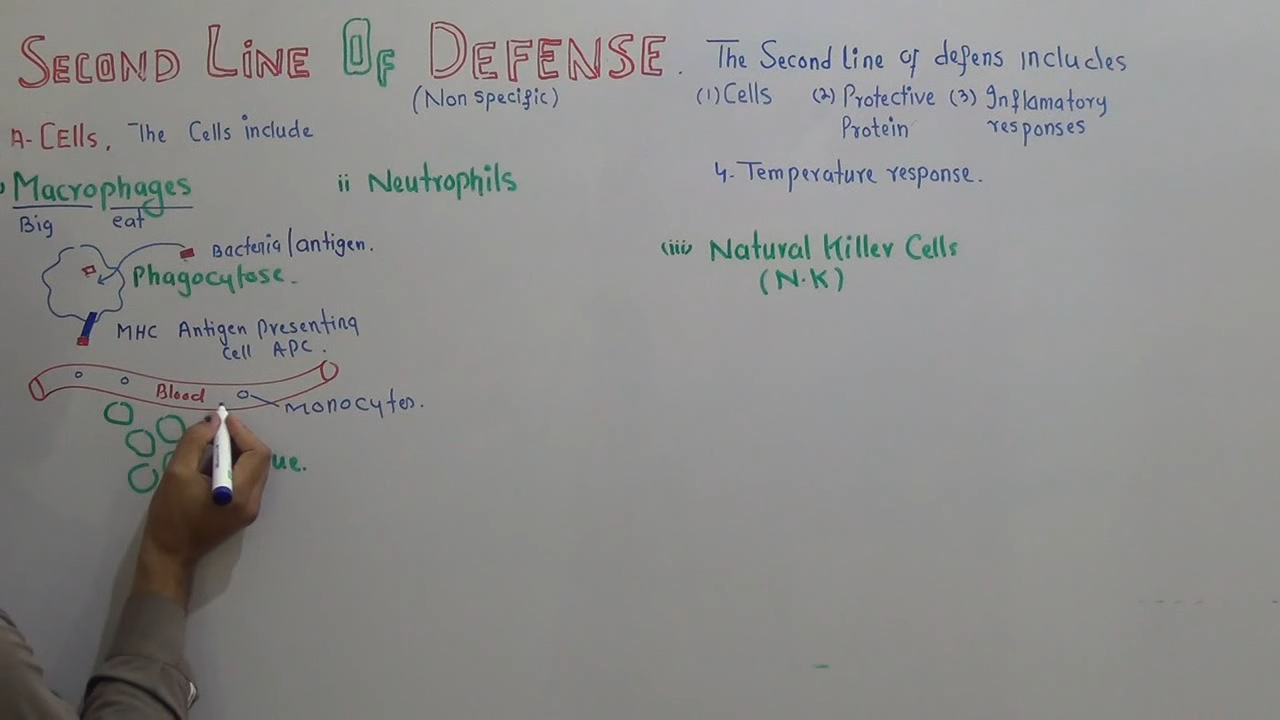 SECOND LINE OF DEFENSE.
(Non specific)
The Second line of defens includes
(1) Cells (2) Protective (3) Inflamatory
Protein responses
4. Temperature response.
A- CELLS, The Cells include
i) Macrophages
Big eat
Bacteria/antigen.
Phagocytose.
MHC Antigen Presenting
Cell APC.
Blood
monocytes.
ii Neutrophils
(iii) Natural Killer Cells
(N.K)